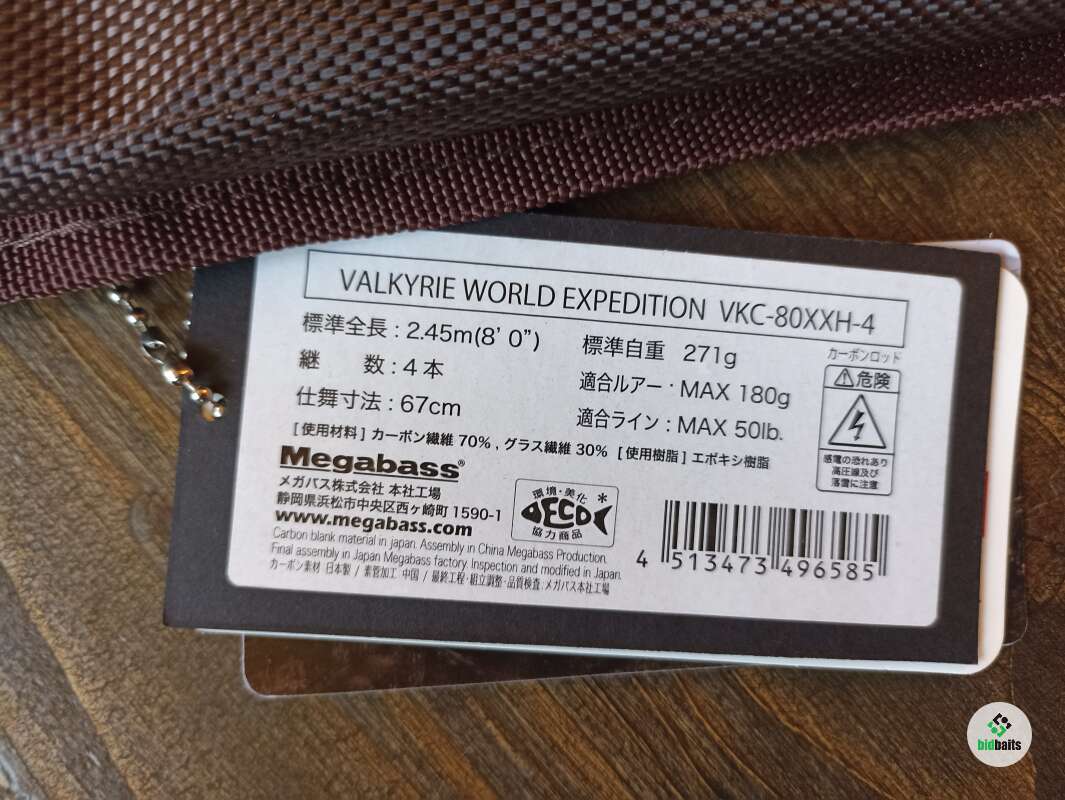 VALKYRIE WORLD EXPEDITION VKC-80XXH-4
標準全長 : 2.45m(8' 0")
標準自重 271g
継 数 : 4本
適合ルアー · MAX 180g
仕舞寸法 : 67cm
適合ライン : MAX 50lb.
カーボンロッド
⚠危険
感電の恐れあり
高圧線及び
落雷に注意
[使用材料] カーボン繊維 70% , グラス繊維 30% [使用樹脂] エポキシ樹脂
Megabass®
メガバス株式会社 本社工場
静岡県浜松市中央区西ヶ崎町 1590-1
www.megabass.com
環境・美化*
DECO
協力商品
Carbon blank material in japan. Assembly in China Megabass Production.
Final assembly in Japan Megabass factory. Inspection and modified in Japan.
カーボン素材 日本製 / 素管加工 中国 / 最終工程・組立調整・品質検査 メガバス本社工場
4 513473 496585
bidbaits